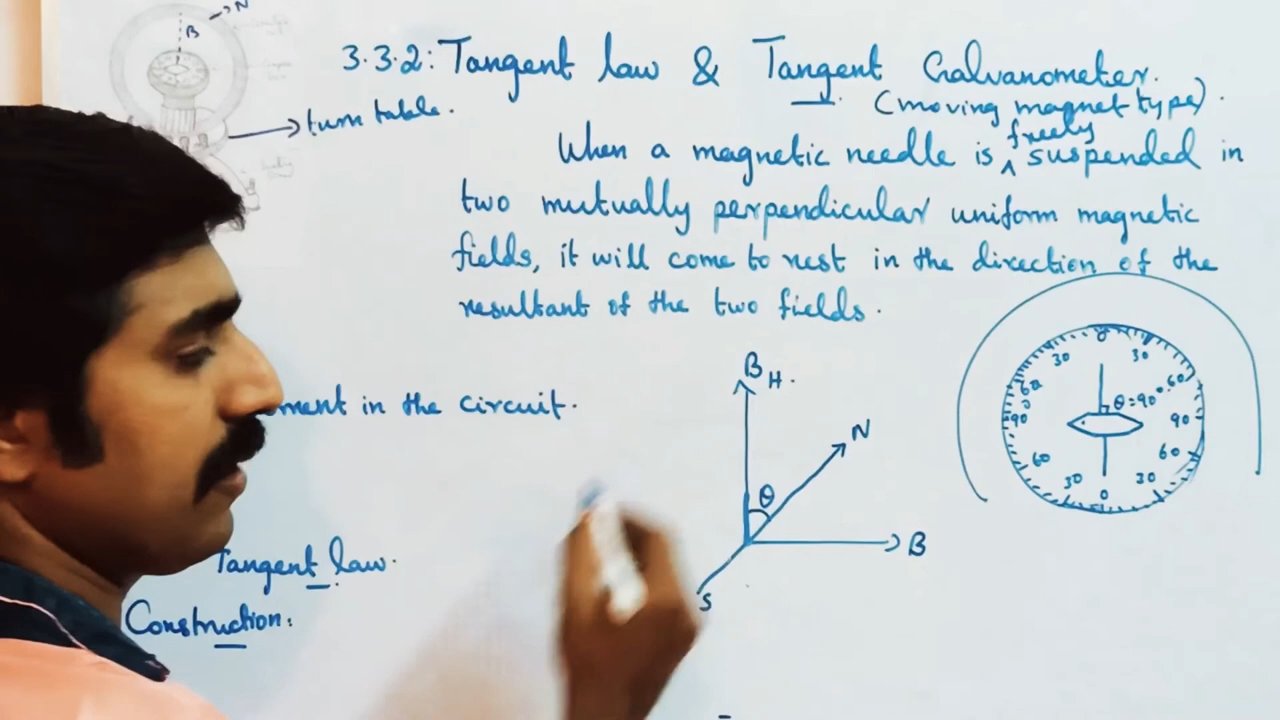 N
B
3.3.2: Tangent law & Tangent Galvanometer.
(moving magnet type).
turn table.
freely
When a magnetic needle is ^ suspended in
two mutually perpendicular uniform magnetic
fields, it will come to rest in the direction of the
resultant of the two fields.
BH.
ment in the circuit.
N
θ
B
S
0
30 30
60 60
0
90 θ=90° 90
60 60
30 30
0
Tangent law.
Construction: